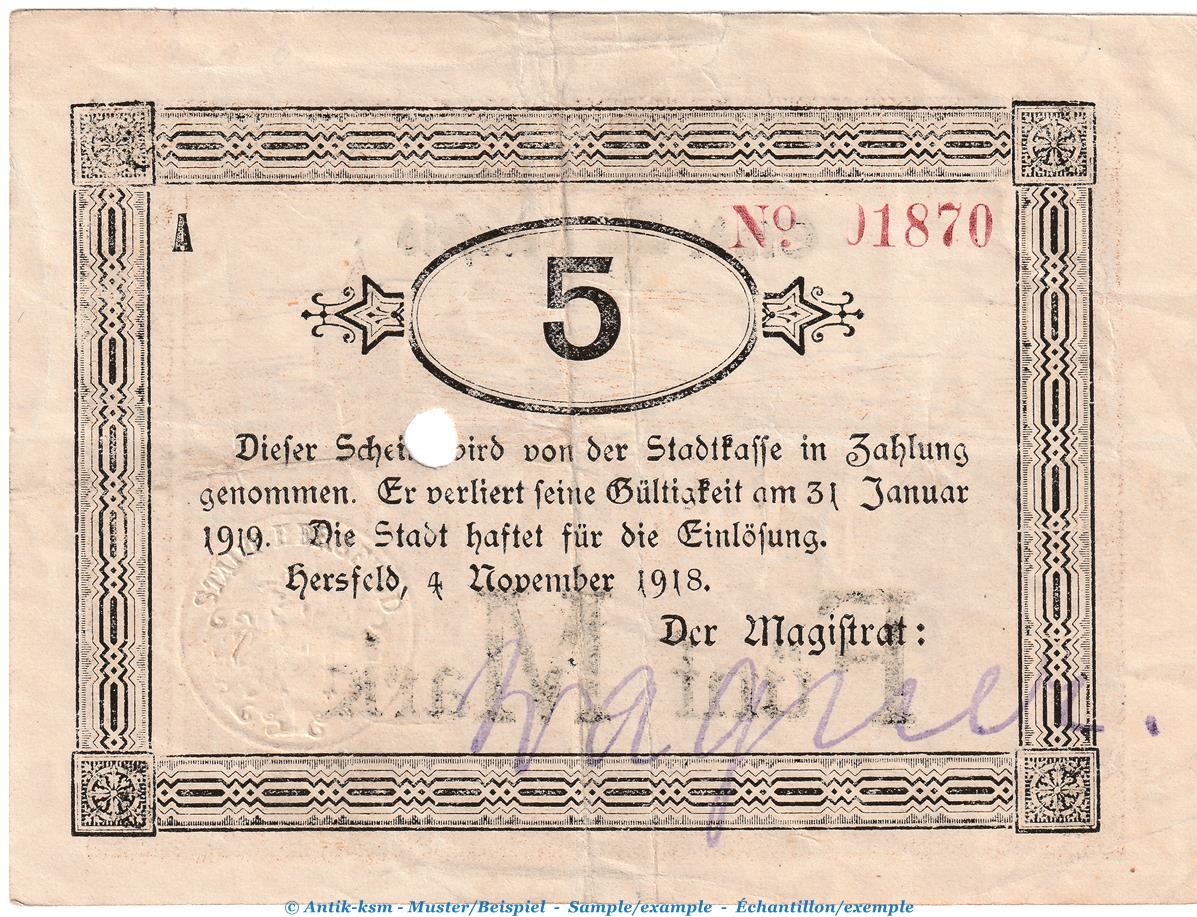 A
No. 01870
5
Dieser Schein wird von der Stadtkasse in Zahlung
genommen. Er verliert seine Gültigkeit am 31 Januar
1919. Die Stadt haftet für die Einlösung.
Hersfeld, 4 November 1918.
Der Magistrat:
Fünf Mark
© Antik-ksm - Muster/Beispiel - Sample/example - Échantillon/exemple